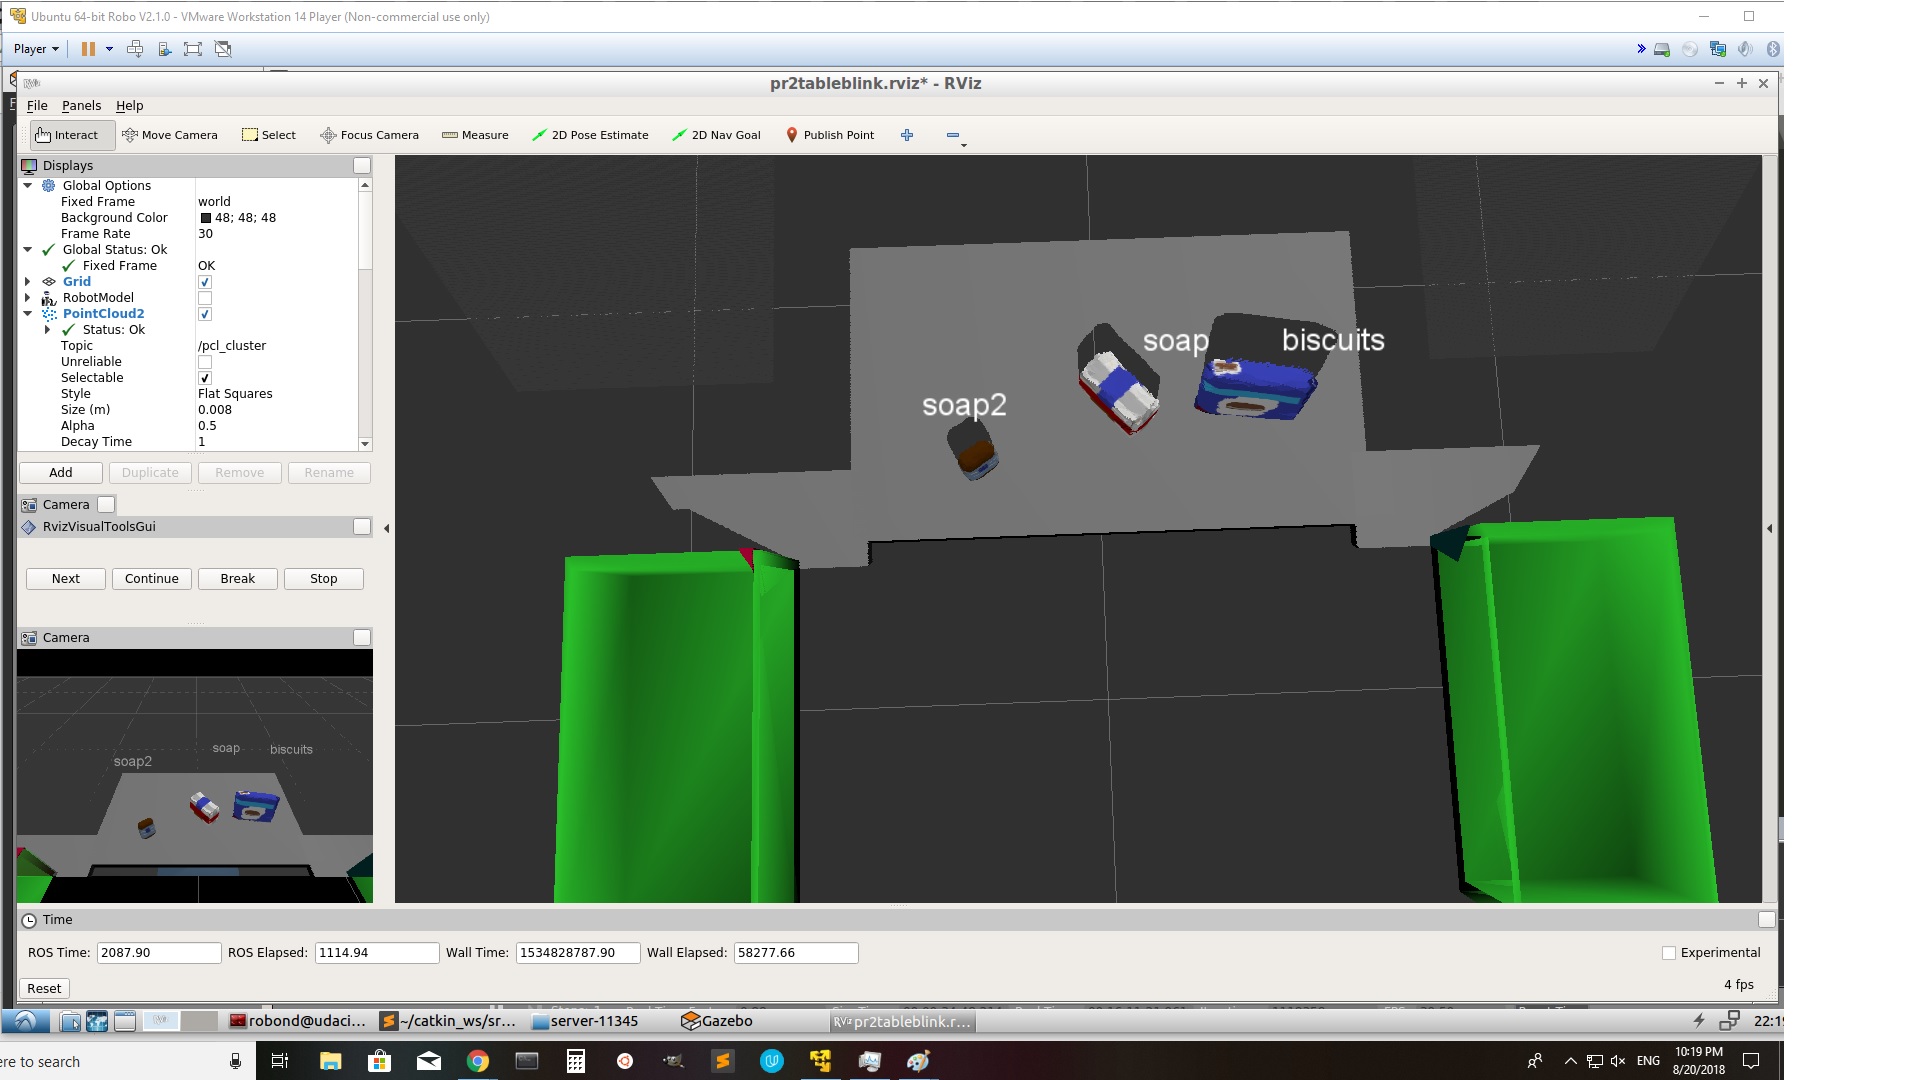 Ubuntu 64-bit Robo V2.1.0 - VMware Workstation 14 Player (Non-commercial use only)
Player
pr2tableblink.rviz* - RViz
File Panels Help
Interact Move Camera Select Focus Camera Measure 2D Pose Estimate 2D Nav Goal Publish Point
Displays
Global Options
Fixed Frame world
Background Color 48; 48; 48
Frame Rate 30
Global Status: Ok
Fixed Frame OK
Grid
RobotModel
PointCloud2
Status: Ok
Topic /pcl_cluster
Unreliable
Selectable
Style Flat Squares
Size (m) 0.008
Alpha 0.5
Decay Time 1
Add Duplicate Remove Rename
Camera
RvizVisualToolsGui
Next Continue Break Stop
Camera
soap biscuits
soap2
soap biscuits
soap2
Time
ROS Time: 2087.90 ROS Elapsed: 1114.94 Wall Time: 1534828787.90 Wall Elapsed: 58277.66 Experimental
Reset 4 fps
robond@udaci... ~/catkin_ws/sr... server-11345 Gazebo pr2tableblink.r... 22:19
ere to search ENG 10:19 PM
8/20/2018